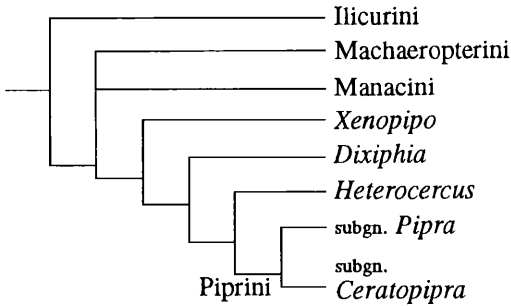 Ilicurini
Machaeropterini
Manacini
Xenopipo
Dixiphia
Heterocercus
subgn. Pipra
subgn.
Piprini Ceratopipra